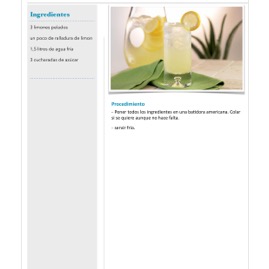 Ingredientes
3 limones pelados
un poco de ralladura de limón
1,5 litros de agua fría
3 cucharadas de azúcar
Procedimiento
- Poner todos los ingredientes en una batidora americana. Colar
si se quiere aunque no hace falta.
- servir fría.